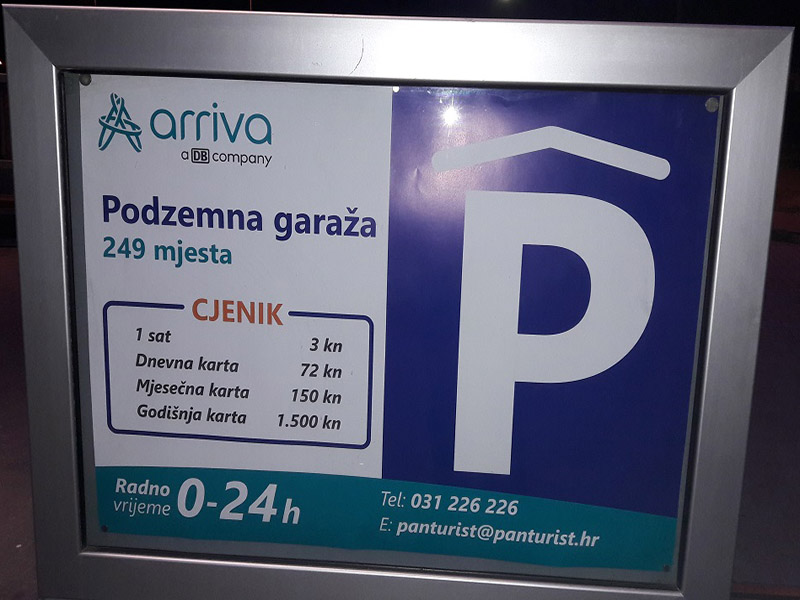 arriva
a DB company
Podzemna garaža
249 mjesta
CJENIK
1 sat 3 kn
Dnevna karta 72 kn
Mjesečna karta 150 kn
Godišnja karta 1.500 kn
Radno vrijeme 0-24 h
Tel: 031 226 226
E: panturist@panturist.hr
P